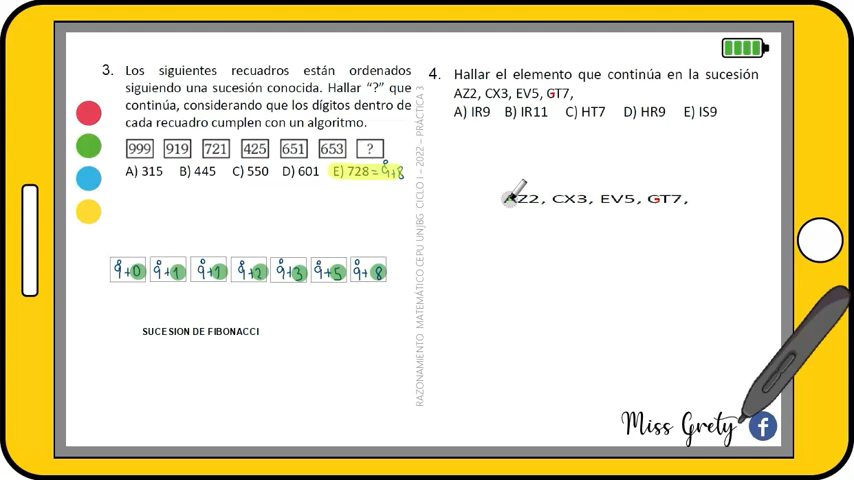 3. Los siguientes recuadros están ordenados
siguiendo una sucesión conocida. Hallar “?” que
continúa, considerando que los dígitos dentro de
cada recuadro cumplen con un algoritmo.
999 919 721 425 651 653 ?
A) 315 B) 445 C) 550 D) 601 E) 728 = 9̊+8
9̊+0 9̊+1 9̊+1 9̊+2 9̊+3 9̊+5 9̊+8
SUCESION DE FIBONACCI
RAZONAMIENTO MATEMÁTICO CEPU UNJBG CICLO I – 2022 – PRÁCTICA 3
4. Hallar el elemento que continúa en la sucesión
AZ2, CX3, EV5, GT7,
A) IR9 B) IR11 C) HT7 D) HR9 E) IS9
AZ2, CX3, EV5, GT7,
Miss Grety f